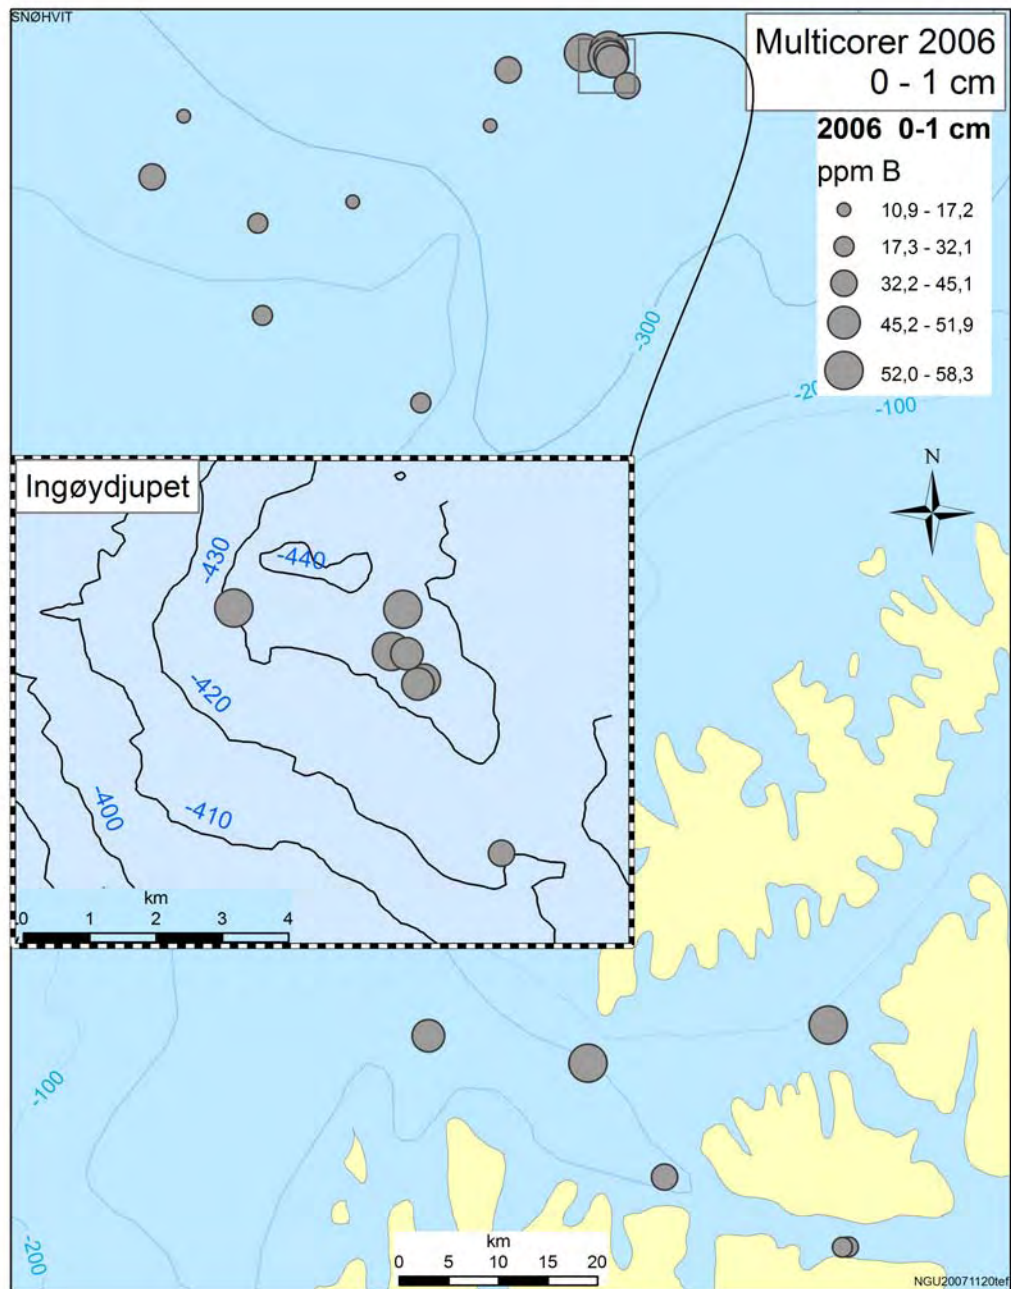 SNØHVIT
Multicorer 2006
0 - 1 cm
2006 0-1 cm
ppm B
10,9 - 17,2
17,3 - 32,1
32,2 - 45,1
45,2 - 51,9
52,0 - 58,3
-300
-100
N
Ingøydjupet
-430
-440
-420
-400
-410
km
0 1 2 3 4
-100
-200
km
0 5 10 15 20
NGU20071120tef